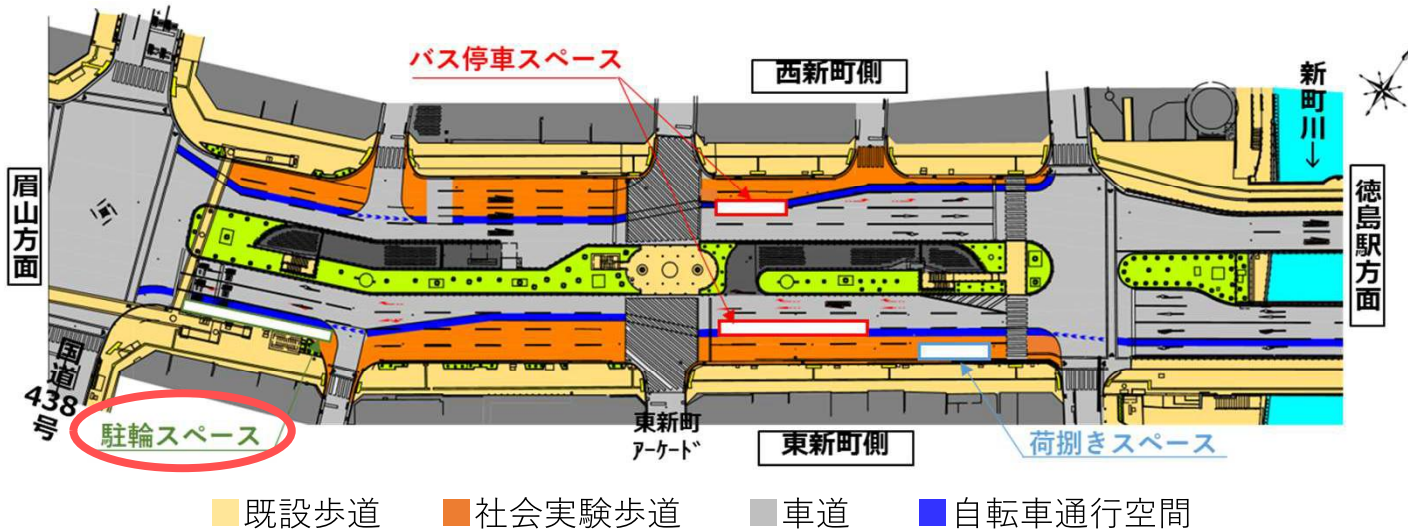 バス停車スペース
西新町側
新町川→
眉山方面
徳島駅方面
国道438号
駐輪スペース
東新町
アーケード
東新町側
荷捌きスペース
既設歩道
社会実験歩道
車道
自転車通行空間